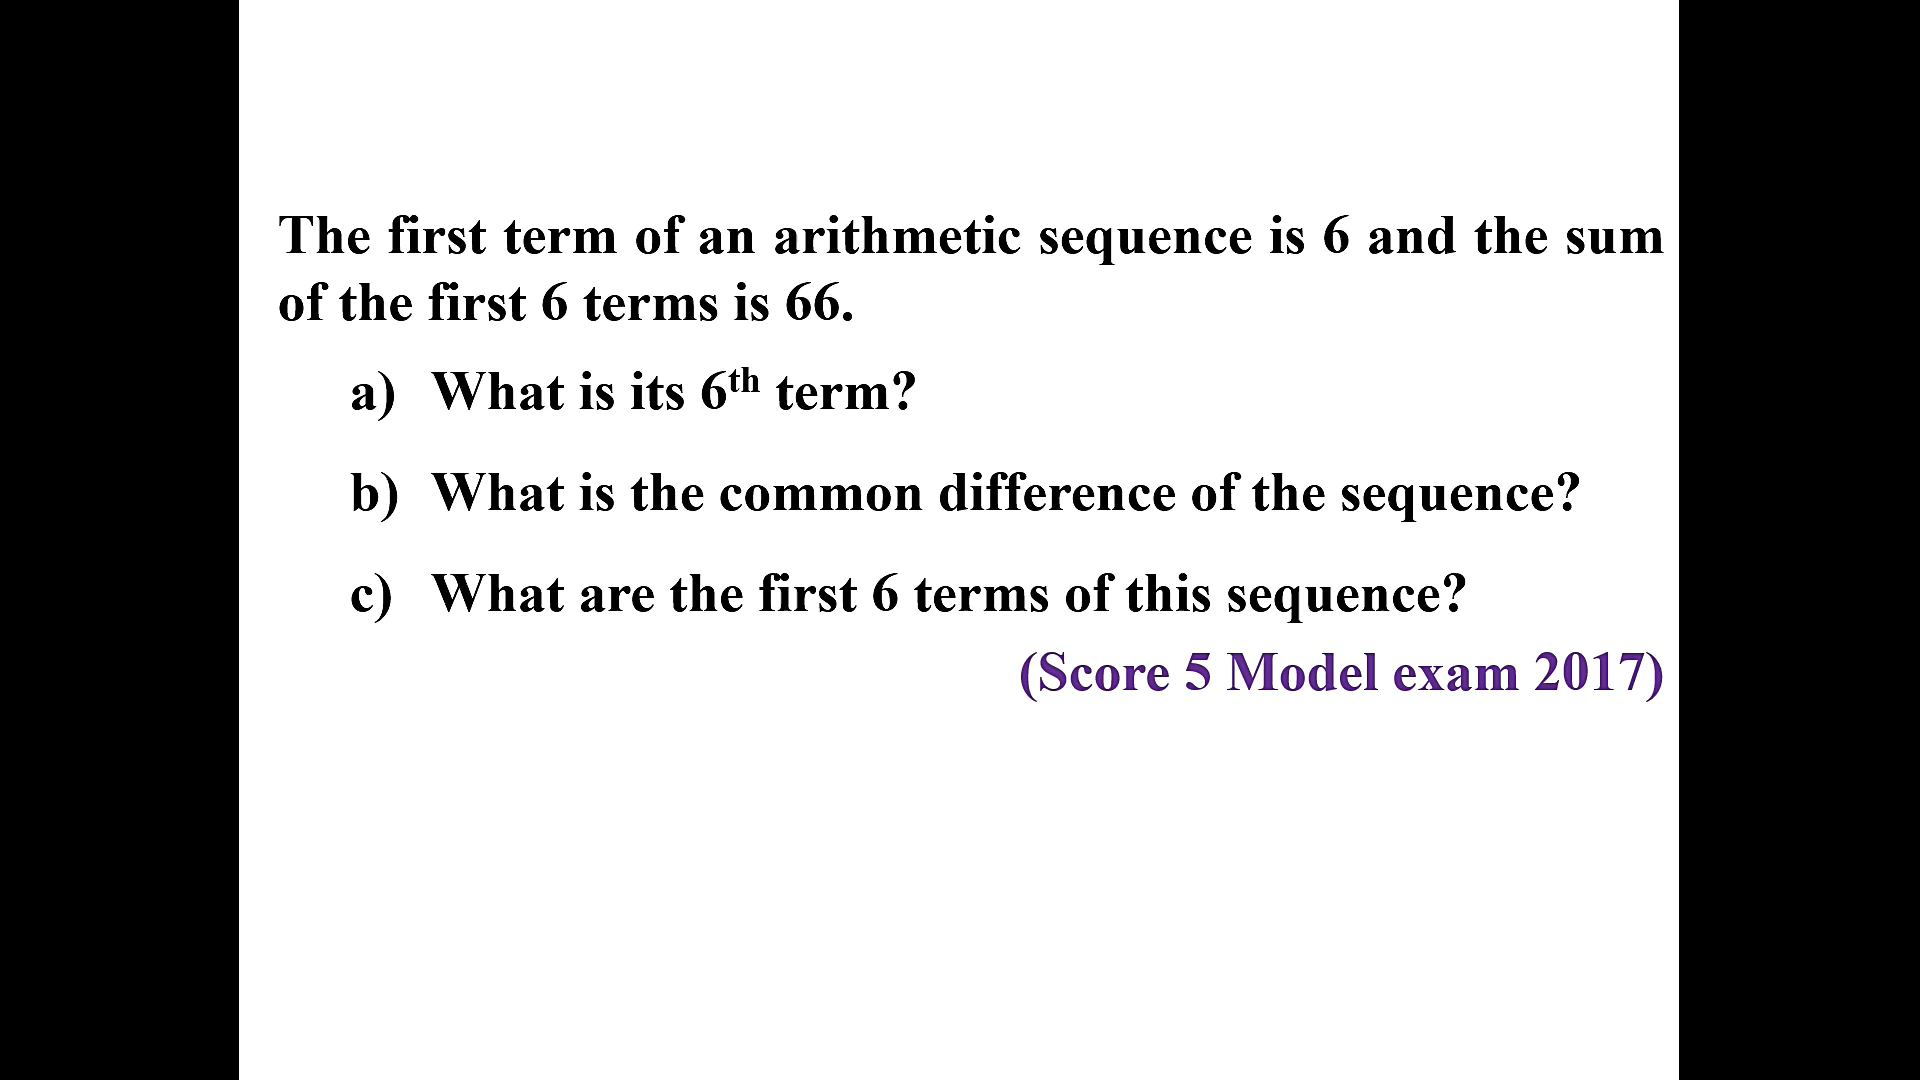 The first term of an arithmetic sequence is 6 and the sum
of the first 6 terms is 66.
a) What is its 6th term?
b) What is the common difference of the sequence?
c) What are the first 6 terms of this sequence?
(Score 5 Model exam 2017)